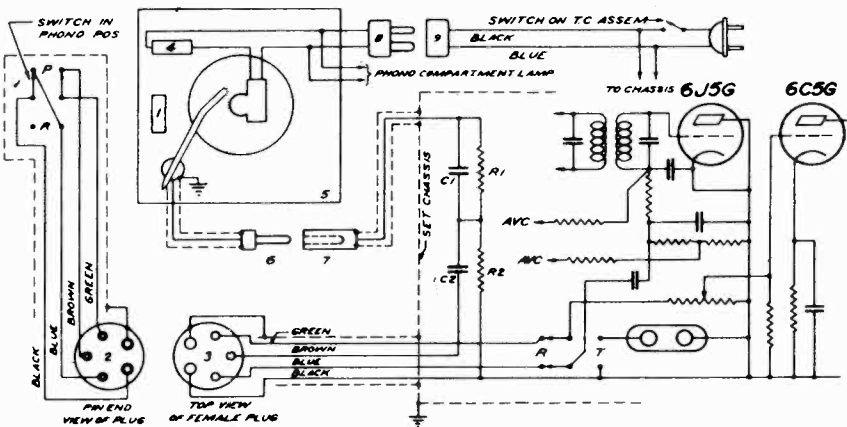 SWITCH IN
PHONO POS
P
R
4
1
5
8
9
SWITCH ON T.C ASSEM
BLACK
BLUE
PHONO COMPARTMENT LAMP
TO CHASSIS
6J5G
6C5G
SET CHASSIS
C1
R1
C2
R2
AVC
AVC
6
7
BLACK
BLUE
BROWN
GREEN
2
PIN END
VIEW OF PLUG
3
TOP VIEW
OF FEMALE PLUG
GREEN
BROWN
BLUE
BLACK
R
T